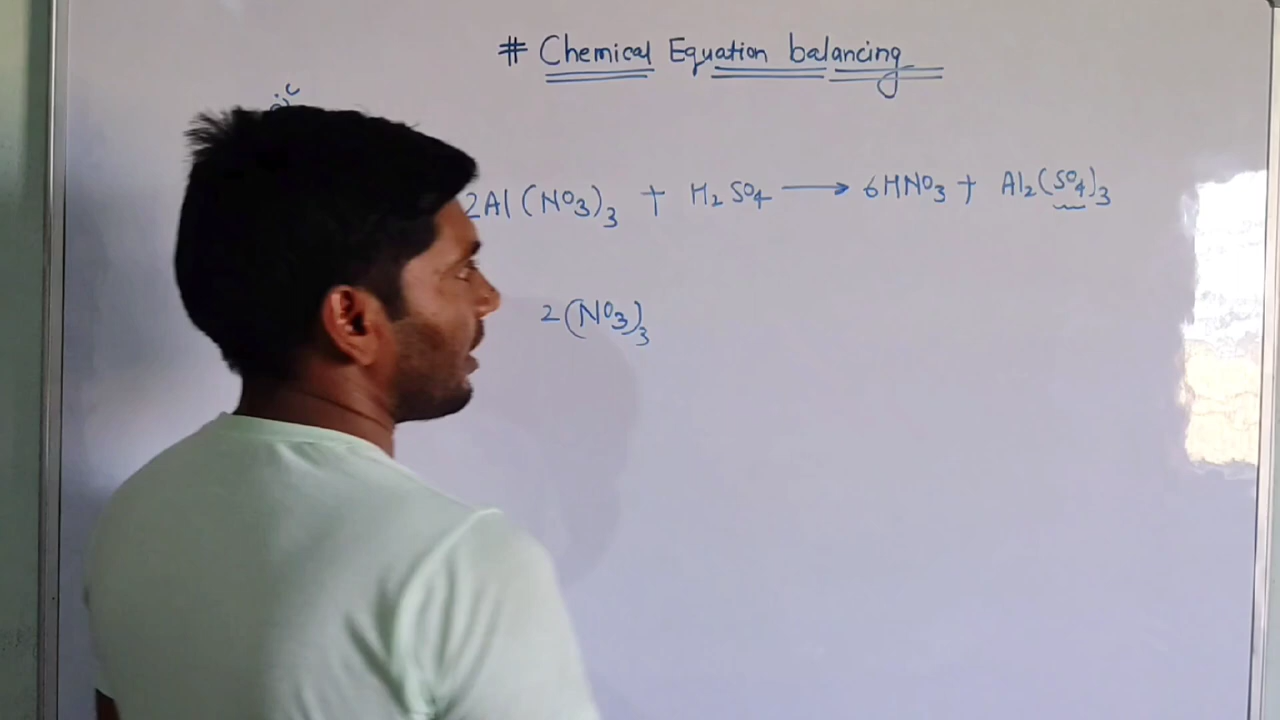 # Chemical Equation balancing
2Al(NO3)3 + H2SO4 ⟶ 6HNO3 + Al2(SO4)3
2(NO3)3